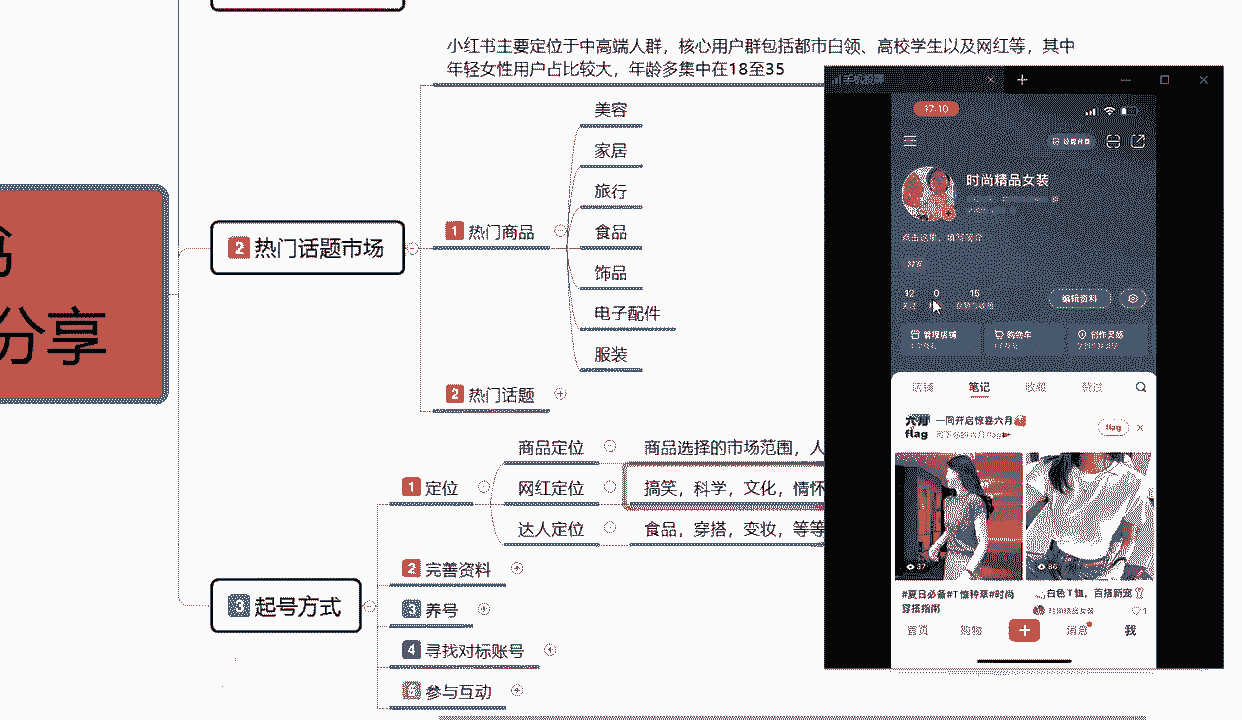 小红书主要定位于中高端人群，核心用户群包括都市白领、高校学生以及网红等，其中
年轻女性用户占比较大，年龄多集中在18至35
美容
家居
旅行
1 热门商品
食品
饰品
电子配件
服装
2 热门话题市场
2 热门话题
分享
商品定位
商品选择的市场范围，人
1 定位
网红定位
搞笑，科学，文化，情怀
达人定位
食品，穿搭，变妆，等等
2 完善资料
3 起号方式
3 养号
4 寻找对标账号
参与互动
手机投屏
17:10
时尚精品女装
点击这里，填写简介
12
0
15
编辑资料
管理店铺
购物车
创作灵感
店铺
笔记
收藏
赞过
六月
flag
一同开启惊喜六月
flag
37
86
#夏日必备#T恤种草#时尚
穿搭指南
白色T恤，百搭新宠
时尚精品女装
1
首页
购物
消息
我